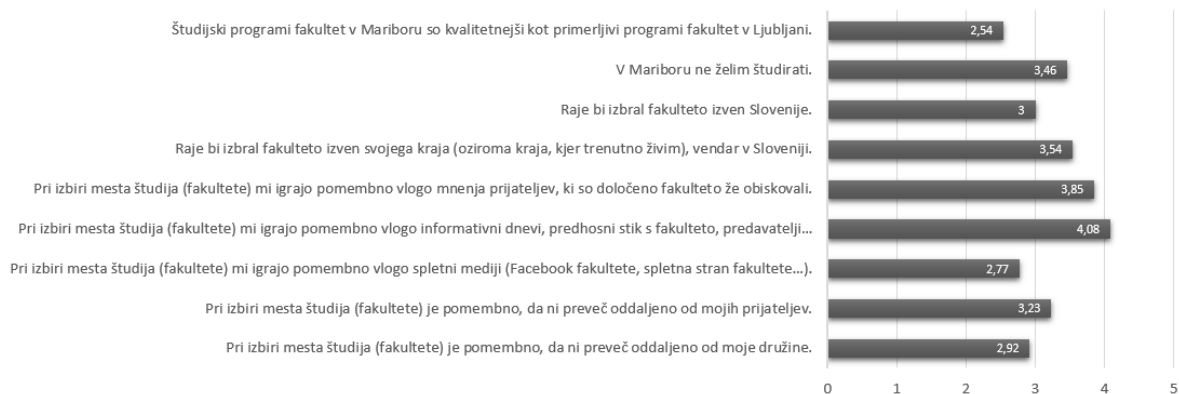 Študijski programi fakultet v Mariboru so kvalitetnejši kot primerljivi programi fakultet v Ljubljani.
2,54
V Mariboru ne želim študirati.
3,46
Raje bi izbral fakulteto izven Slovenije.
3
Raje bi izbral fakulteto izven svojega kraja (oziroma kraja, kjer trenutno živim), vendar v Sloveniji.
3,54
Pri izbiri mesta študija (fakultete) mi igrajo pomembno vlogo mnenja prijateljev, ki so določeno fakulteto že obiskovali.
3,85
Pri izbiri mesta študija (fakultete) mi igrajo pomembno vlogo informativni dnevi, predhosni stik s fakulteto, predavatelji...
4,08
Pri izbiri mesta študija (fakultete) mi igrajo pomembno vlogo spletni mediji (Facebook fakultete, spletna stran fakultete...).
2,77
Pri izbiri mesta študija (fakultete) je pomembno, da ni preveč oddaljeno od mojih prijateljev.
3,23
Pri izbiri mesta študija (fakultete) je pomembno, da ni preveč oddaljeno od moje družine.
2,92
0 1 2 3 4 5